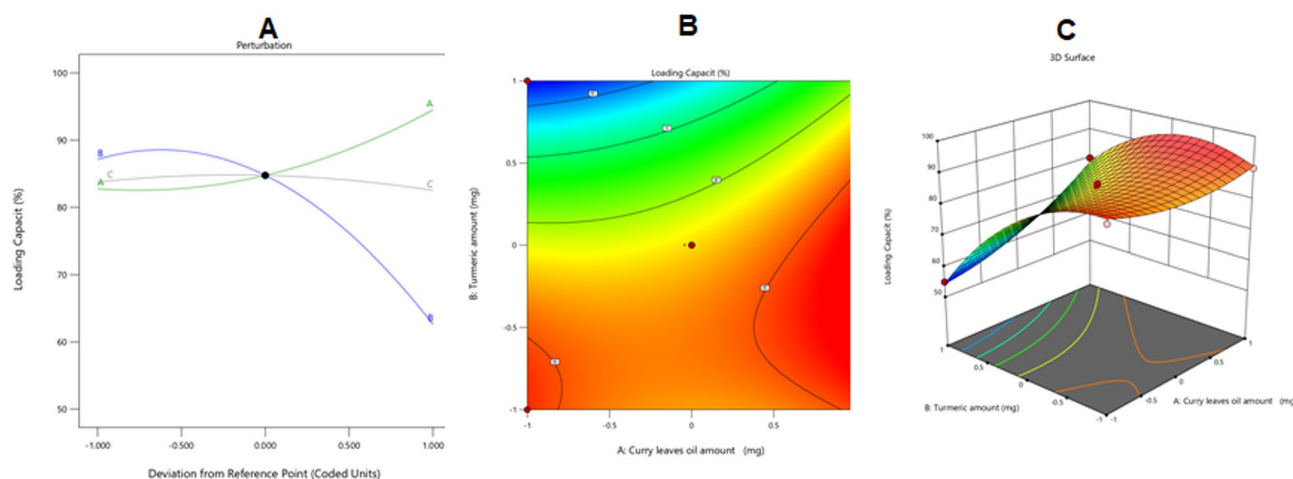 A
Perturbation
100
90
80
70
60
50
Loading Capacit (%)
A
B
C
A
C
B
-1.000
-0.500
0.000
0.500
1.000
Deviation from Reference Point (Coded Units)
B
Loading Capacit (%)
1
0.5
0
-0.5
-1
B: Turmeric amount (mg)
-1
-0.5
0
0.5
A: Curry leaves oil amount (mg)
C
3D Surface
100
90
80
70
60
50
Loading Capacit (%)
1
0.5
0
-0.5
-1
B: Turmeric amount (mg)
1
0.5
0
-0.5
-1
A: Curry leaves oil amount (mg